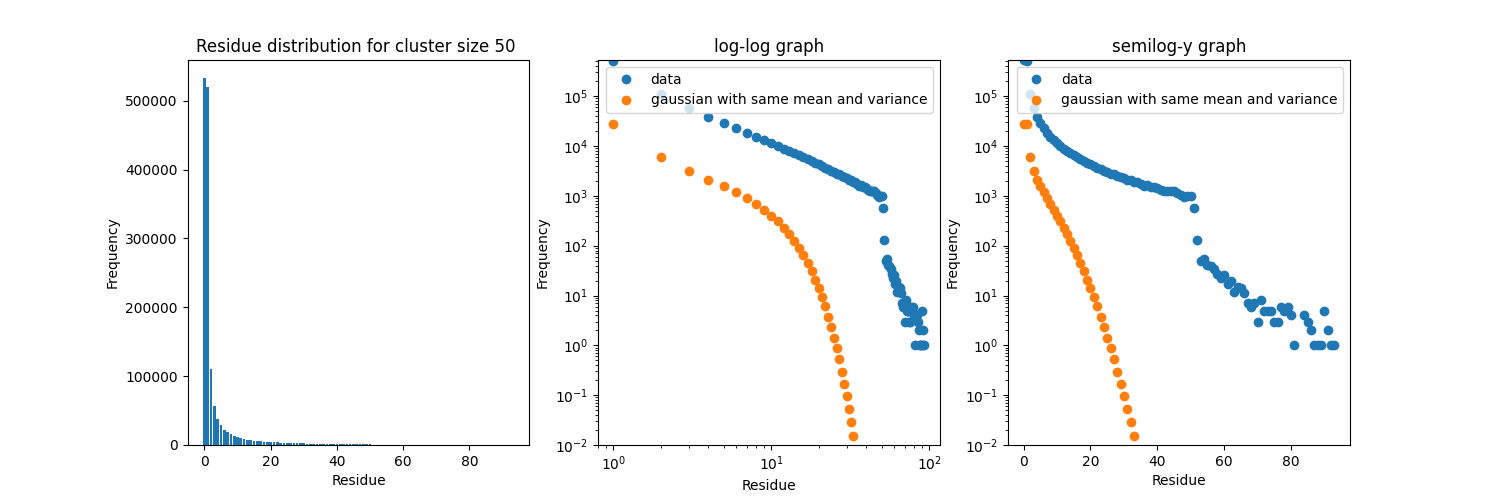 Residue distribution for cluster size 50
Frequency
500000
400000
300000
200000
100000
0
0 20 40 60 80
Residue
log-log graph
data
gaussian with same mean and variance
Frequency
10^5
10^4
10^3
10^2
10^1
10^0
10^−1
10^−2
10^0 10^1 10^2
Residue
semilog-y graph
data
gaussian with same mean and variance
Frequency
10^5
10^4
10^3
10^2
10^1
10^0
10^−1
10^−2
0 20 40 60 80
Residue